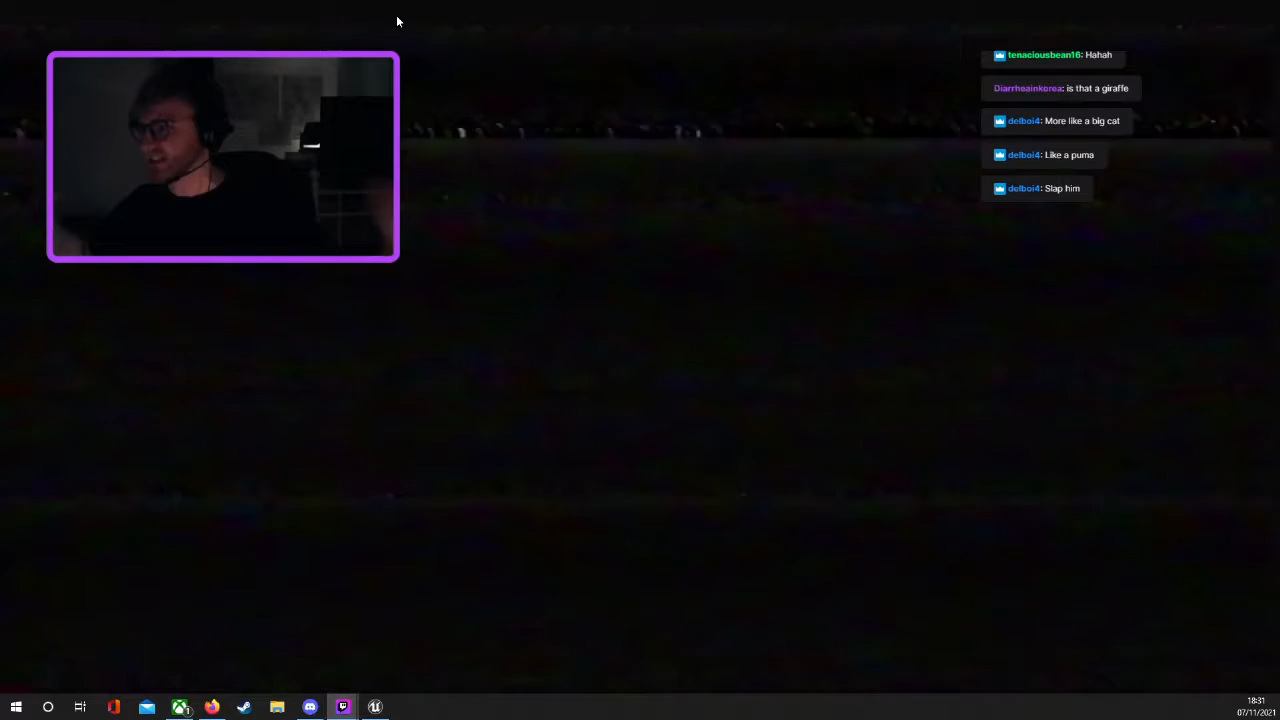 tenaciousbean16: Hahah
Diarrheainkorea: is that a giraffe
delboi4: More like a big cat
delboi4: Like a puma
delboi4: Slap him
1
18:31
07/11/2021